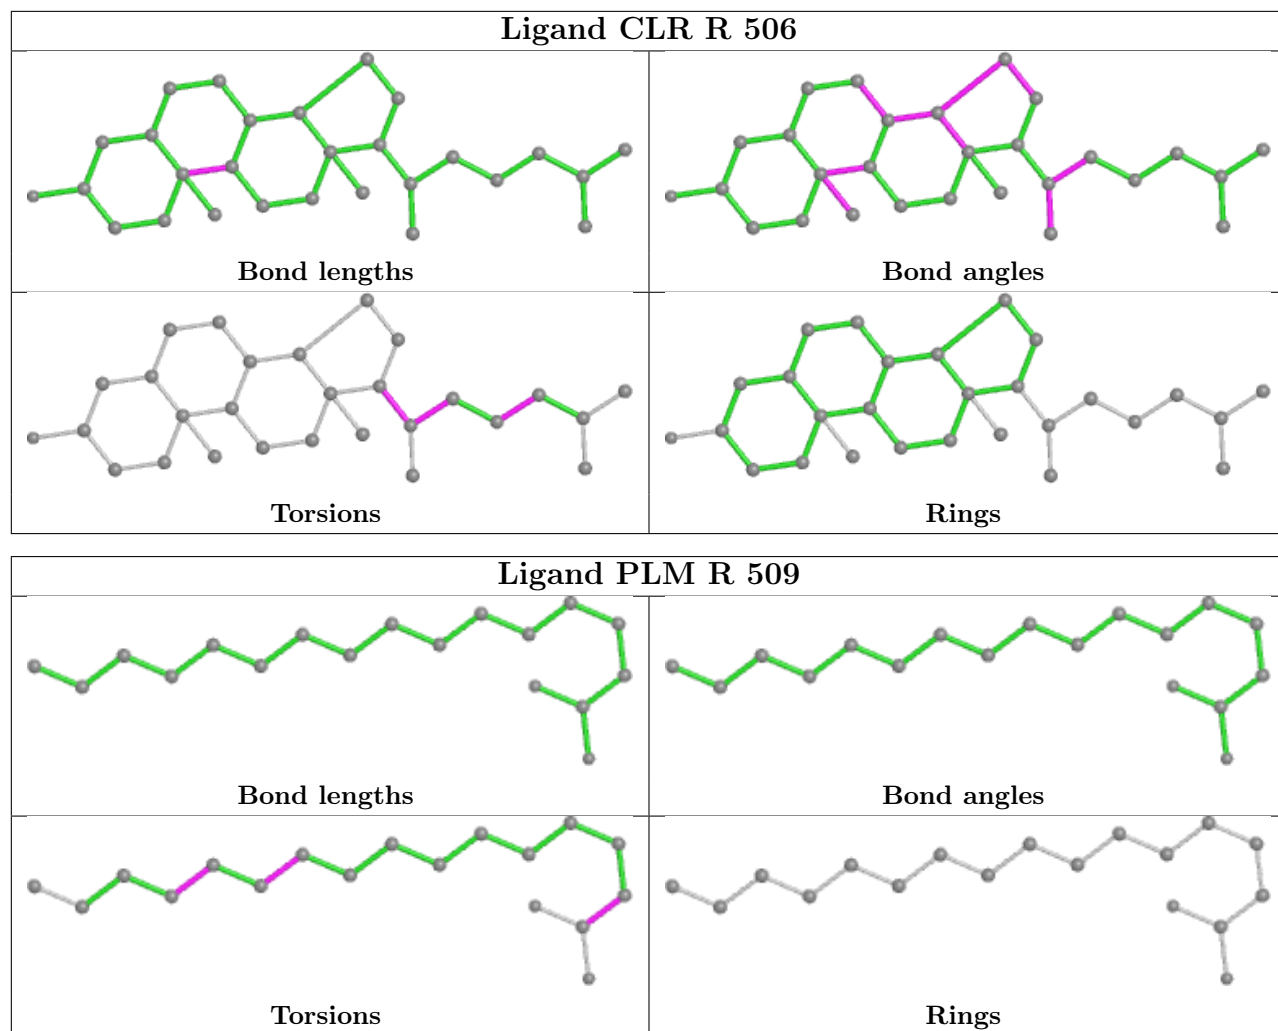 Ligand CLR R 506
Bond lengths
Bond angles
Torsions
Rings
Ligand PLM R 509
Bond lengths
Bond angles
Torsions
Rings